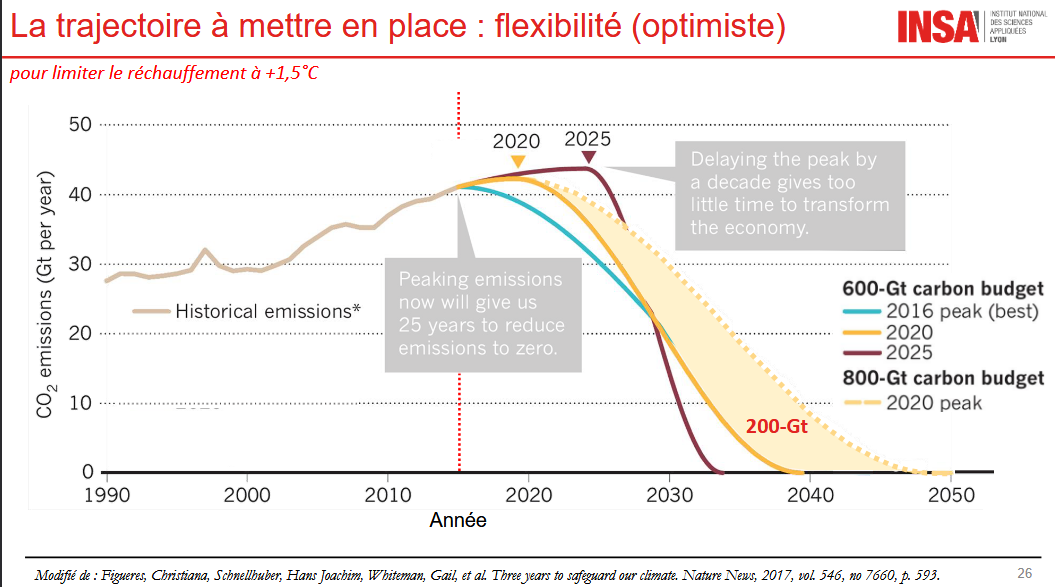 La trajectoire à mettre en place : flexibilité (optimiste)
INSA
INSTITUT NATIONAL
DES SCIENCES
APPLIQUÉES
LYON
pour limiter le réchauffement à +1,5°C
50
40
30
20
10
0
CO2 emissions (Gt per year)
2020
2025
Delaying the peak by
a decade gives too
little time to transform
the economy.
Peaking emissions
now will give us
25 years to reduce
emissions to zero.
Historical emissions*
600-Gt carbon budget
2016 peak (best)
2020
2025
800-Gt carbon budget
2020 peak
200-Gt
1990
2000
2010
2020
2030
2040
2050
Année
Modifié de : Figueres, Christiana, Schnellhuber, Hans Joachim, Whiteman, Gail, et al. Three years to safeguard our climate. Nature News, 2017, vol. 546, no 7660, p. 593.
26